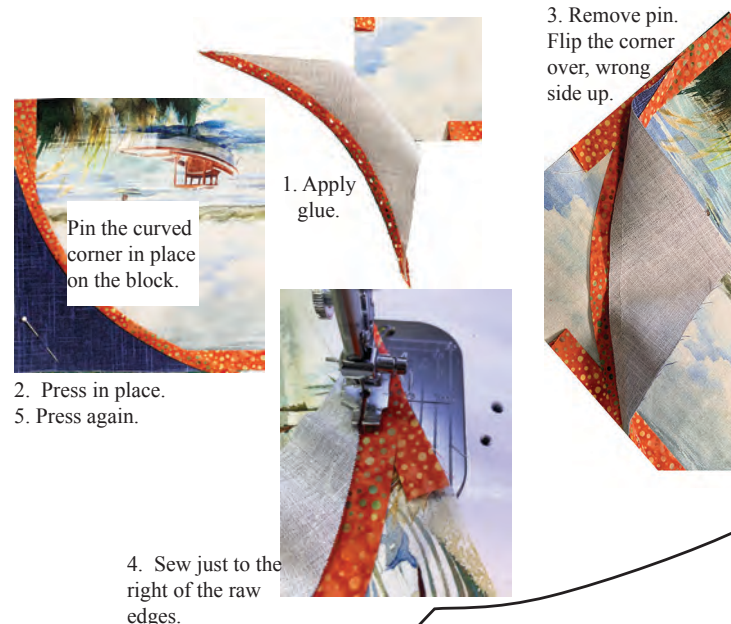 3. Remove pin.
Flip the corner
over, wrong
side up.
1. Apply
glue.
Pin the curved
corner in place
on the block.
2. Press in place.
5. Press again.
4. Sew just to the
right of the raw
edges.